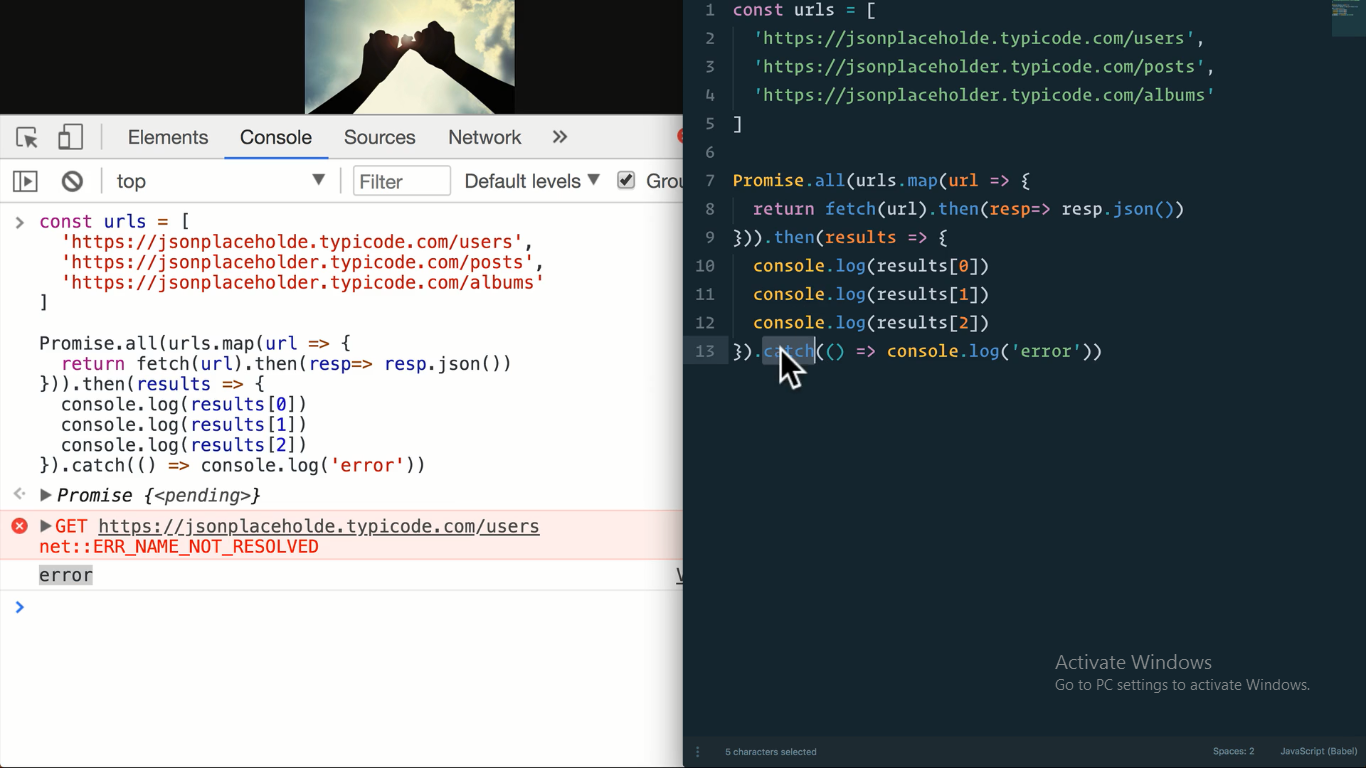 Elements Console Sources Network »
top ▼ Filter Default levels ▼
> const urls = [
'https://jsonplaceholde.typicode.com/users',
'https://jsonplaceholder.typicode.com/posts',
'https://jsonplaceholder.typicode.com/albums'
]
Promise.all(urls.map(url => {
return fetch(url).then(resp=> resp.json())
})).then(results => {
console.log(results[0])
console.log(results[1])
console.log(results[2])
}).catch(() => console.log('error'))
Promise {<pending>}
GET https://jsonplaceholde.typicode.com/users
net::ERR_NAME_NOT_RESOLVED
error
>
1 const urls = [
2 'https://jsonplaceholde.typicode.com/users',
3 'https://jsonplaceholder.typicode.com/posts',
4 'https://jsonplaceholder.typicode.com/albums'
5 ]
6
7 Promise.all(urls.map(url => {
8 return fetch(url).then(resp=> resp.json())
9 })).then(results => {
10 console.log(results[0])
11 console.log(results[1])
12 console.log(results[2])
13 }).catch(() => console.log('error'))
Activate Windows
Go to PC settings to activate Windows.
5 characters selected Spaces: 2 JavaScript (Babel)